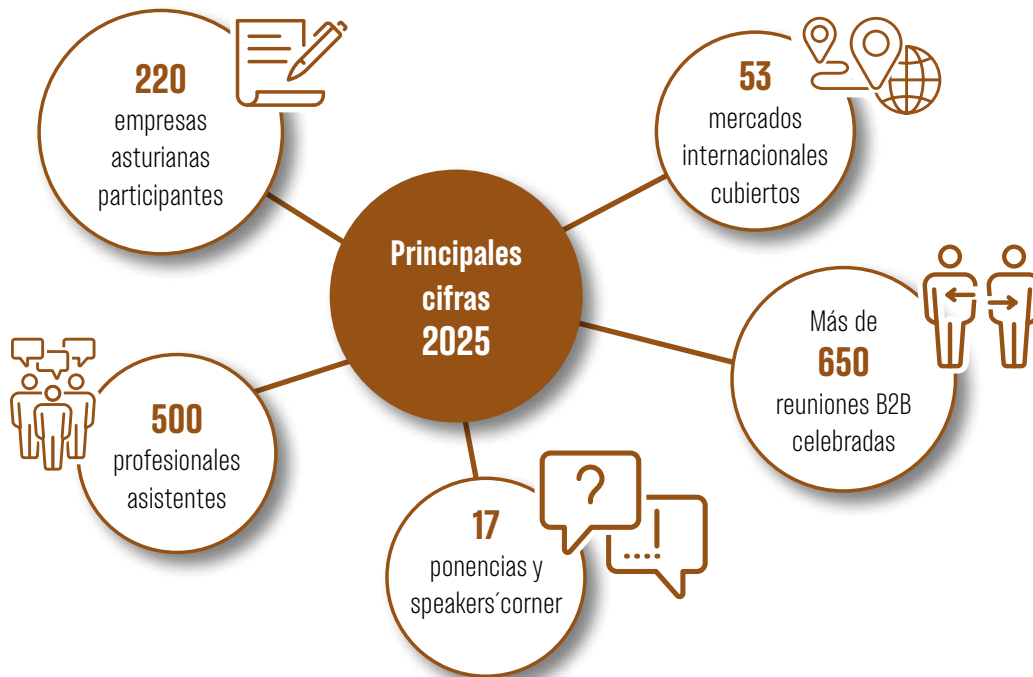 220
empresas
asturianas
participantes
53
mercados
internacionales
cubiertos
Principales
cifras
2025
Más de
650
reuniones B2B
celebradas
500
profesionales
asistentes
17
ponencias y
speakers´corner
?
....!